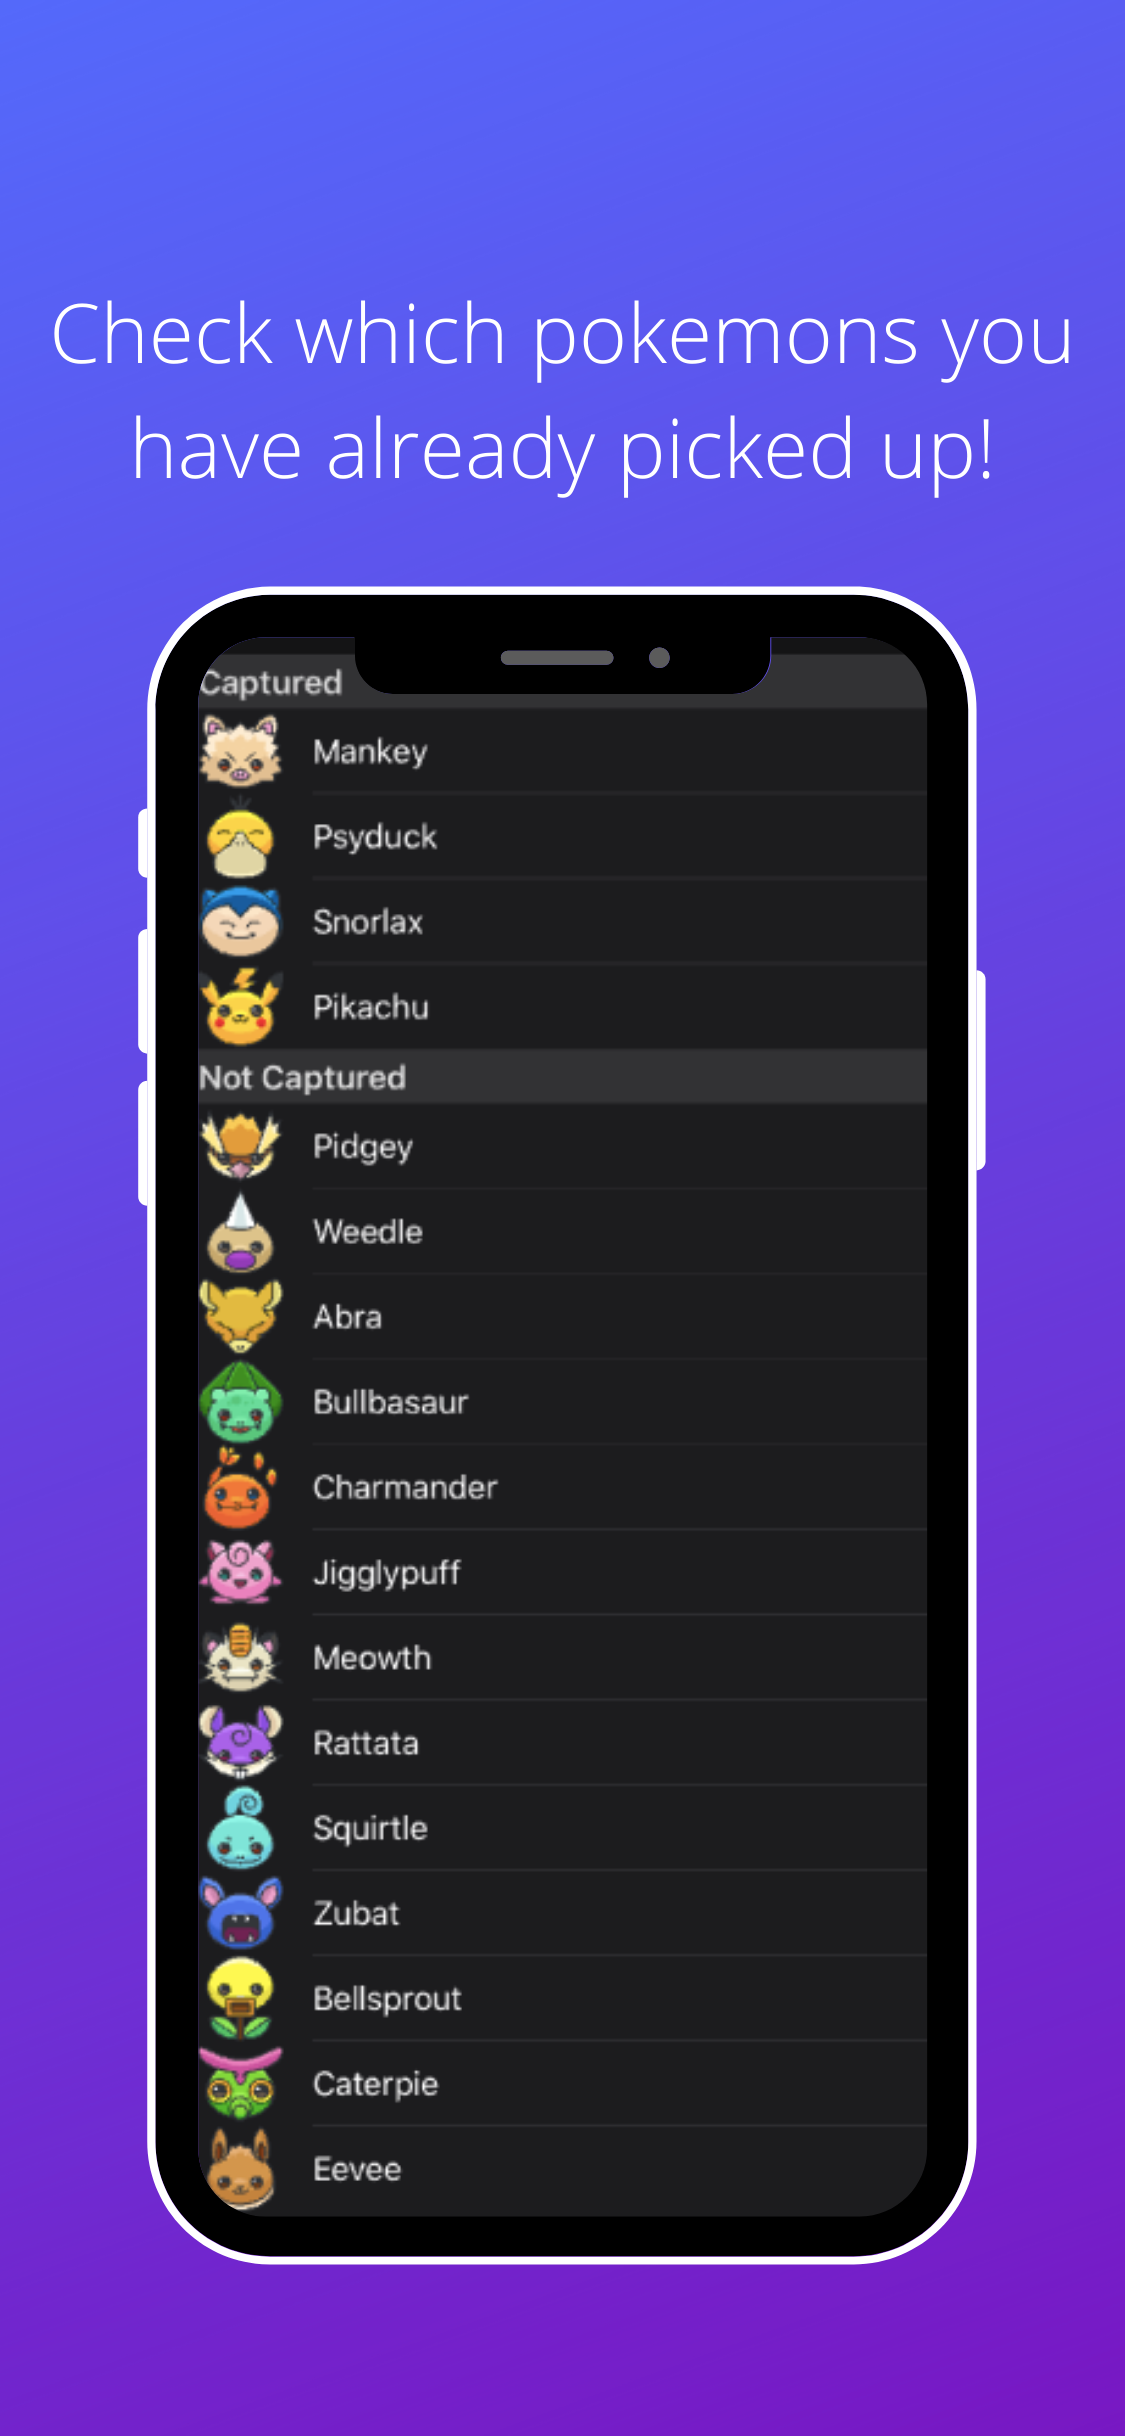 Check which pokemons you
have already picked up!
Captured
Mankey
Psyduck
Snorlax
Pikachu
Not Captured
Pidgey
Weedle
Abra
Bullbasaur
Charmander
Jigglypuff
Meowth
Rattata
Squirtle
Zubat
Bellsprout
Caterpie
Eevee